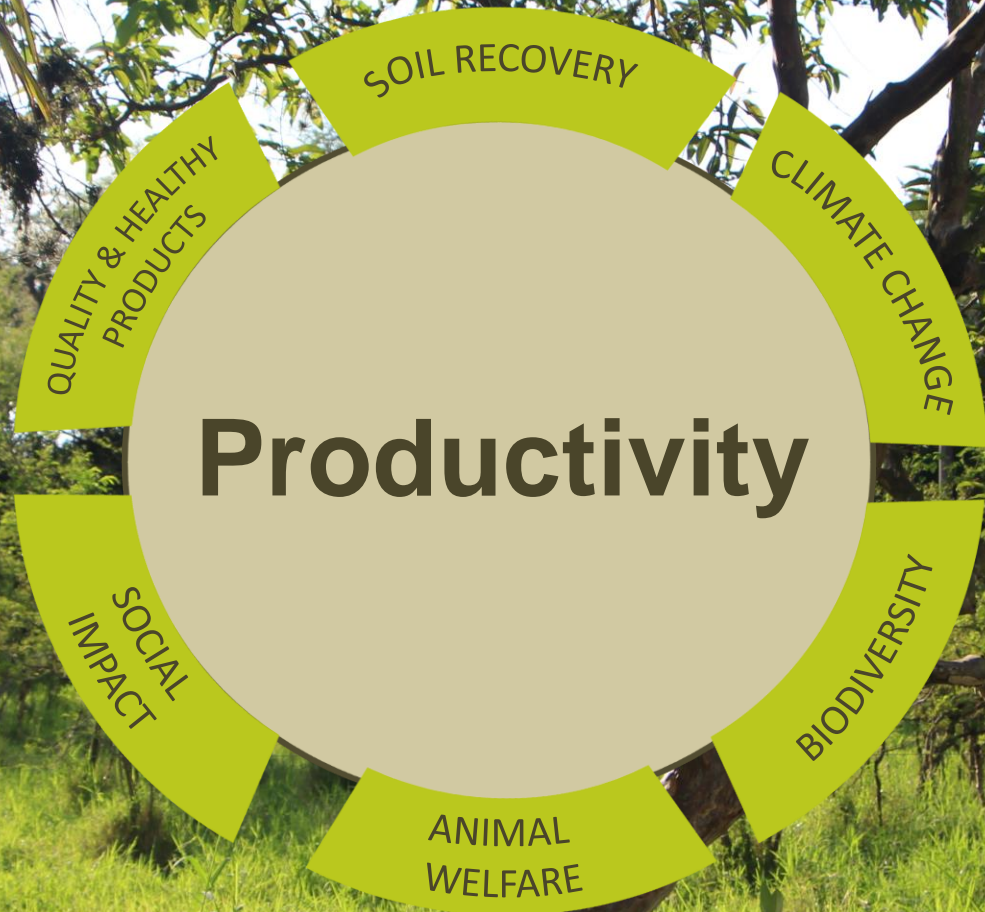 SOIL RECOVERY
CLIMATE CHANGE
BIODIVERSITY
ANIMAL
WELFARE
SOCIAL
IMPACT
QUALITY & HEALTHY
PRODUCTS
Productivity